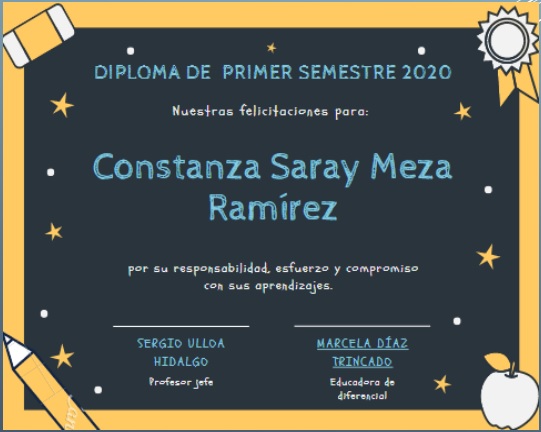 DIPLOMA DE PRIMER SEMESTRE 2020
Nuestras felicitaciones para:
Constanza Saray Meza
Ramírez
por su responsabilidad, esfuerzo y compromiso
con sus aprendizajes.
SERGIO ULLOA
HIDALGO
Profesor jefe
MARCELA DÍAZ
TRINCADO
Educadora de
diferencial